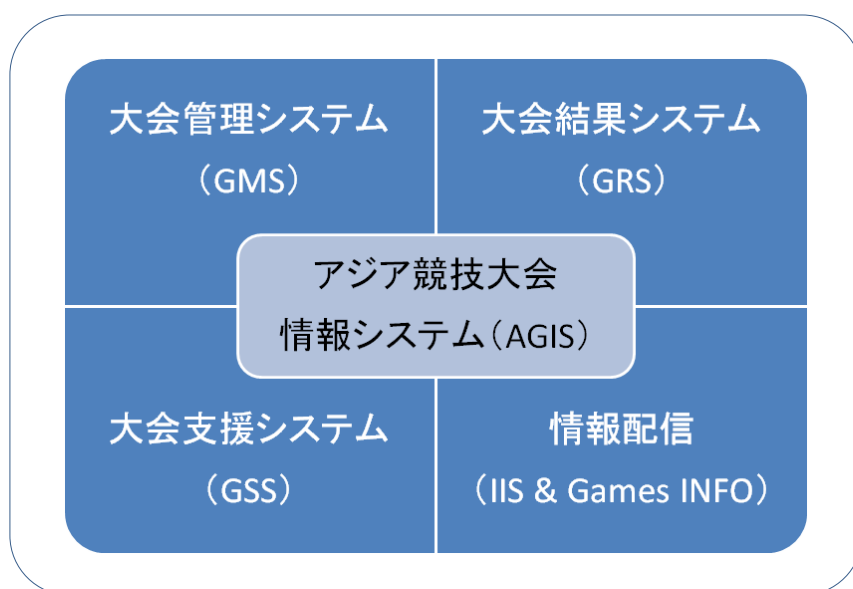 大会管理システム
（GMS）
大会結果システム
（GRS）
アジア競技大会
情報システム（AGIS）
大会支援システム
（GSS）
情報配信
（IIS & Games INFO）